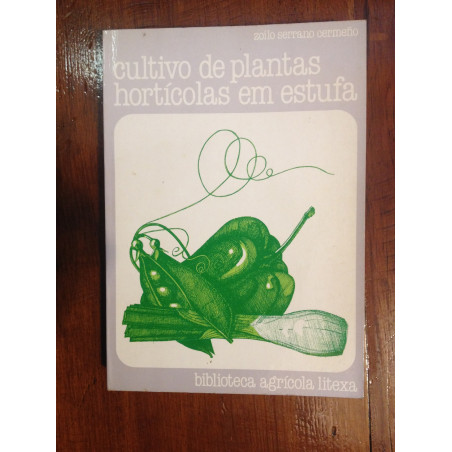 zoilo serrano cermeño
cultivo de plantas
hortícolas em estufa
biblioteca agrícola litexa